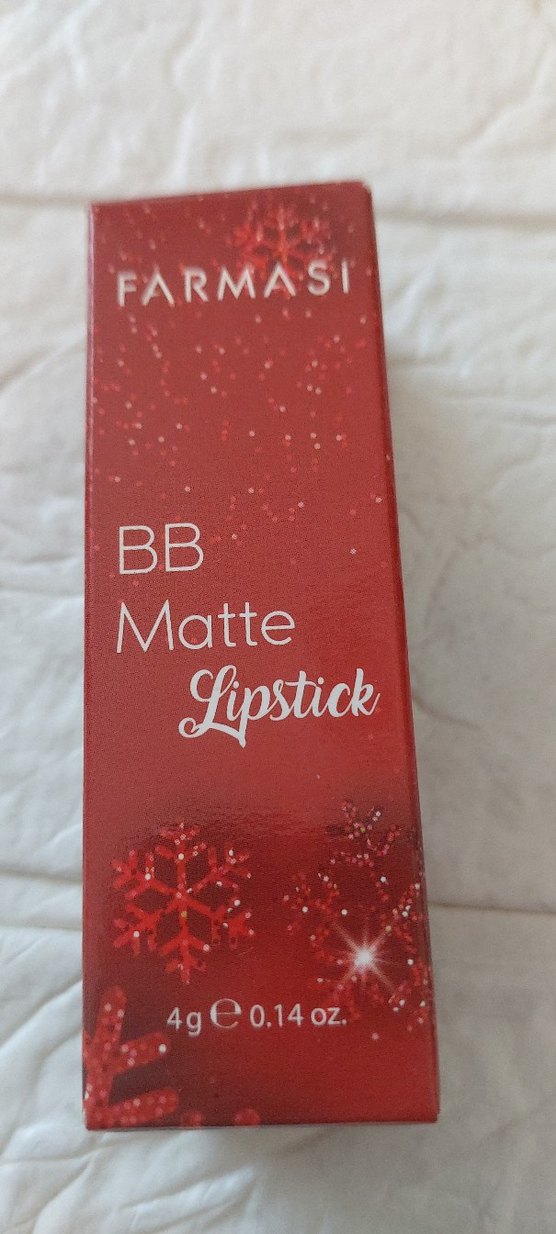 FARMASI
BB
Matte
Lipstick
4g ℮ 0.14 oz.